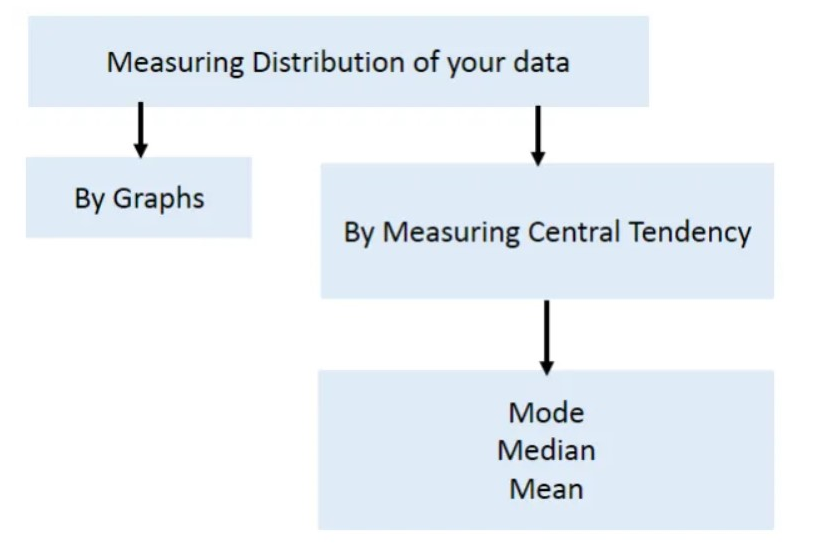 Measuring Distribution of your data
By Graphs
By Measuring Central Tendency
Mode
Median
Mean